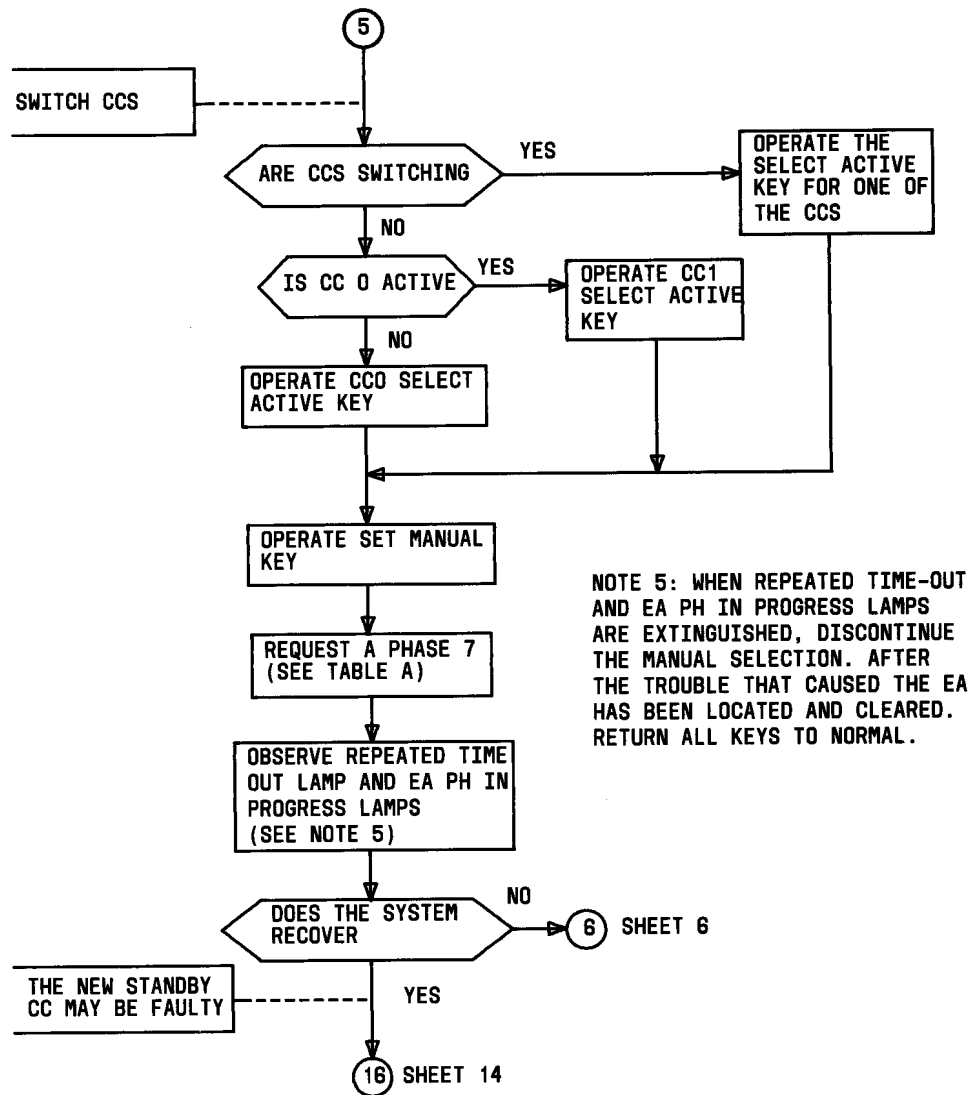 5
SWITCH CCS
ARE CCS SWITCHING
YES
OPERATE THE
SELECT ACTIVE
KEY FOR ONE OF
THE CCS
NO
IS CC 0 ACTIVE
YES
OPERATE CC1
SELECT ACTIVE
KEY
NO
OPERATE CC0 SELECT
ACTIVE KEY
OPERATE SET MANUAL
KEY
REQUEST A PHASE 7
(SEE TABLE A)
OBSERVE REPEATED TIME
OUT LAMP AND EA PH IN
PROGRESS LAMPS
(SEE NOTE 5)
NOTE 5: WHEN REPEATED TIME-OUT
AND EA PH IN PROGRESS LAMPS
ARE EXTINGUISHED, DISCONTINUE
THE MANUAL SELECTION. AFTER
THE TROUBLE THAT CAUSED THE EA
HAS BEEN LOCATED AND CLEARED.
RETURN ALL KEYS TO NORMAL.
DOES THE SYSTEM
RECOVER
NO
6 SHEET 6
THE NEW STANDBY
CC MAY BE FAULTY
YES
16 SHEET 14